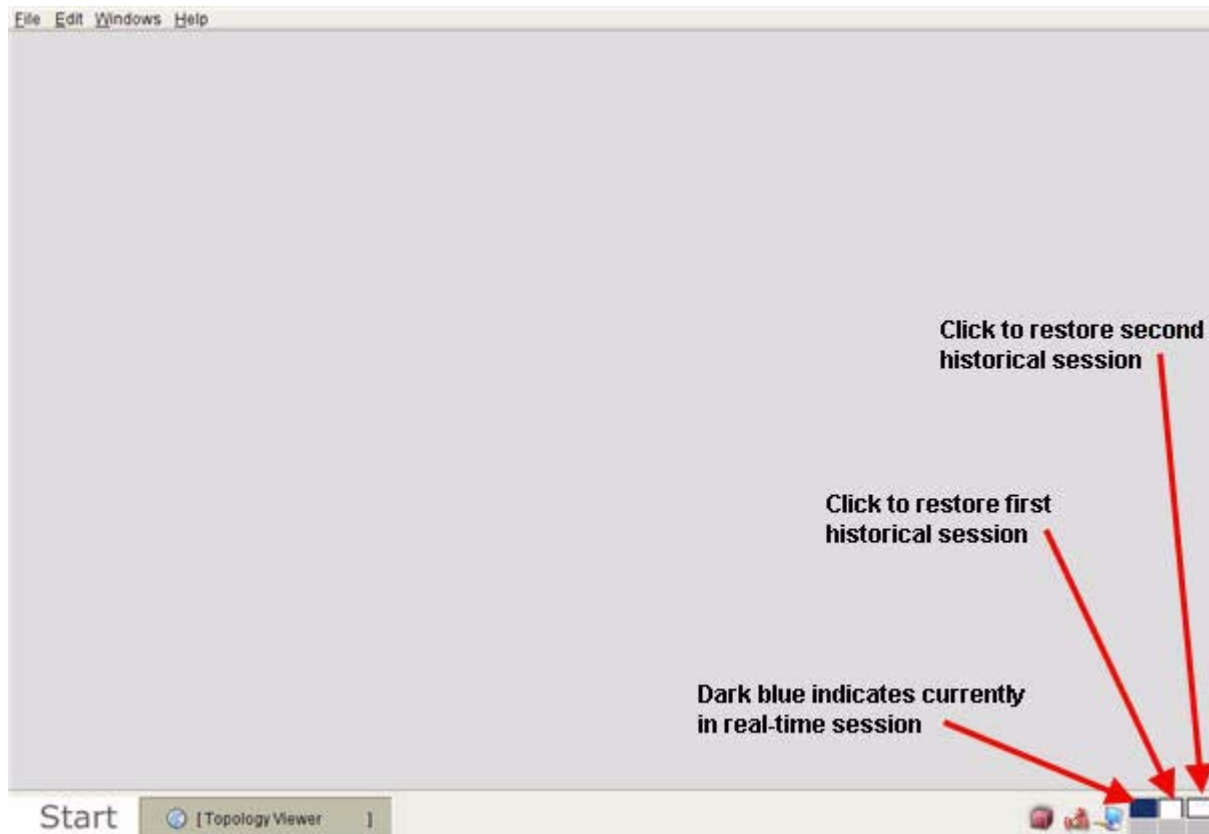 File Edit Windows Help
Click to restore second
historical session
Click to restore first
historical session
Dark blue indicates currently
in real-time session
Start [ Topology Viewer ]